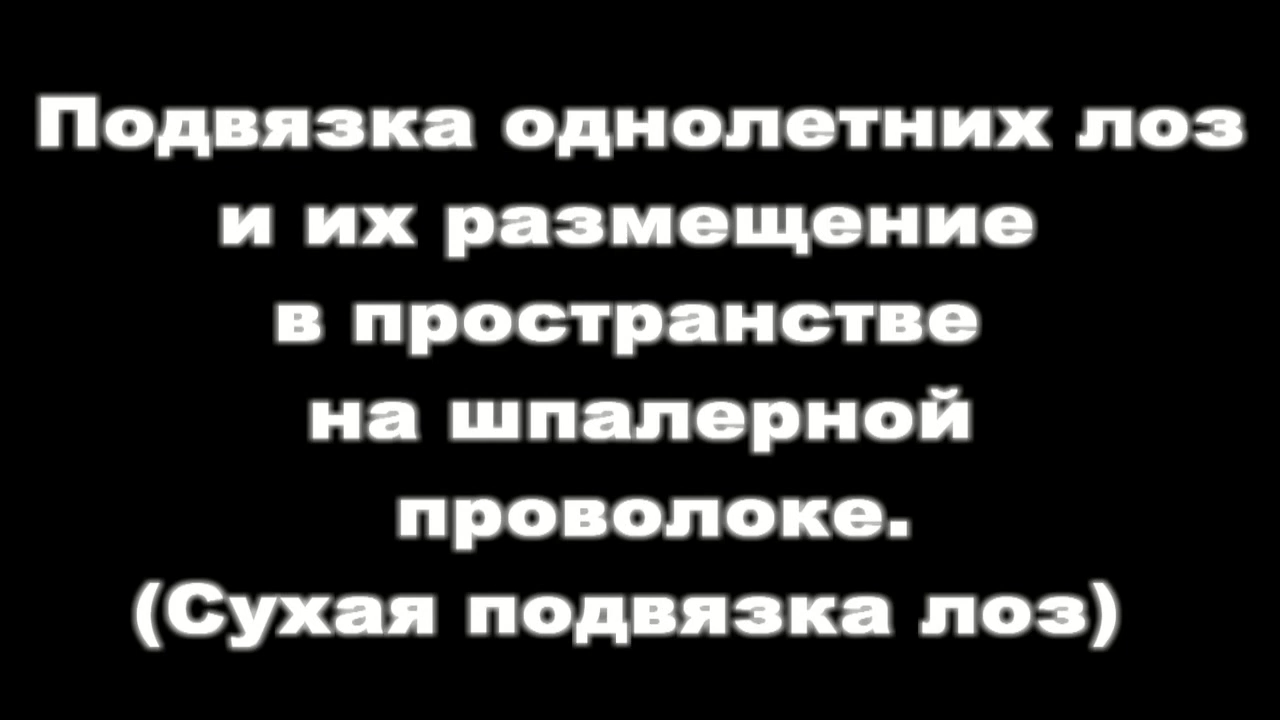 Подвязка однолетних лоз
и их размещение
в пространстве
на шпалерной
проволоке.
(Сухая подвязка лоз)